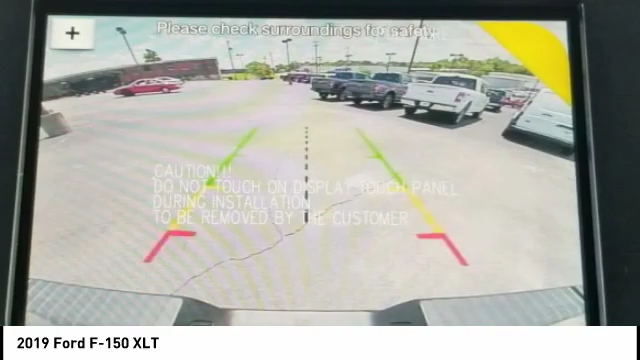 Please check surroundings for safety.
+
CAUTION!!!
DO NOT TOUCH ON DISPLAY TOUCH PANEL
DURING INSTALLATION
TO BE REMOVED BY THE CUSTOMER
2019 Ford F-150 XLT